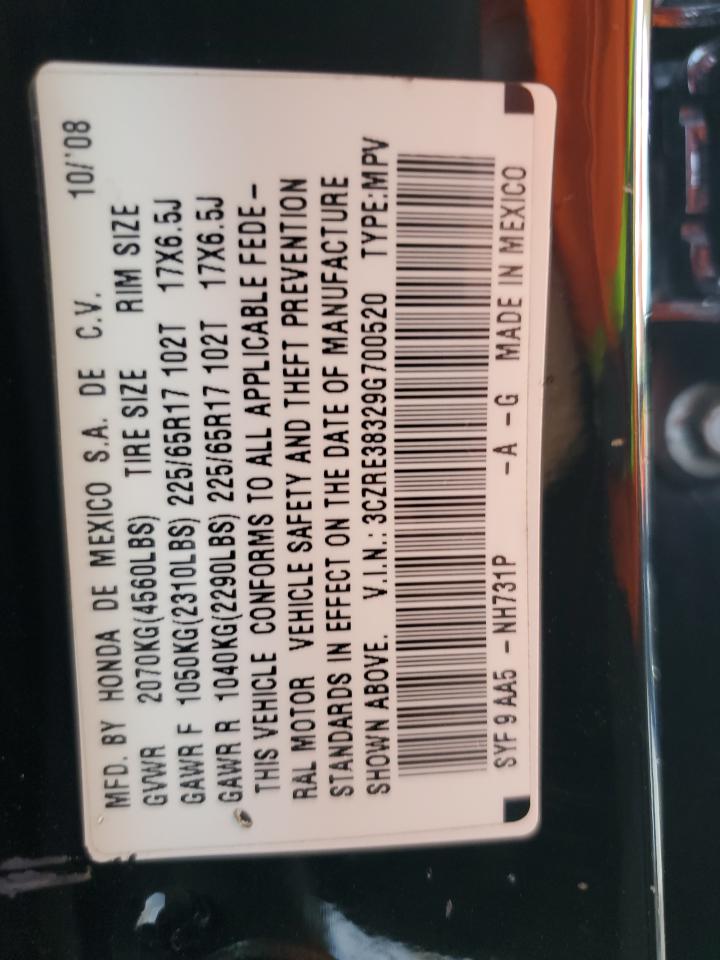 MFD. BY HONDA DE MEXICO S.A. DE C.V. 10/'08
GVWR 2070KG(4560LBS) TIRE SIZE RIM SIZE
GAWR F 1050KG(2310LBS) 225/65R17 102T 17X6.5J
GAWR R 1040KG(2290LBS) 225/65R17 102T 17X6.5J
THIS VEHICLE CONFORMS TO ALL APPLICABLE FEDE-
RAL MOTOR VEHICLE SAFETY AND THEFT PREVENTION
STANDARDS IN EFFECT ON THE DATE OF MANUFACTURE
SHOWN ABOVE. V.I.N.: 3CZRE38329G700520 TYPE:MPV
SYF 9 AA5 - NH731P -A -G MADE IN MEXICO